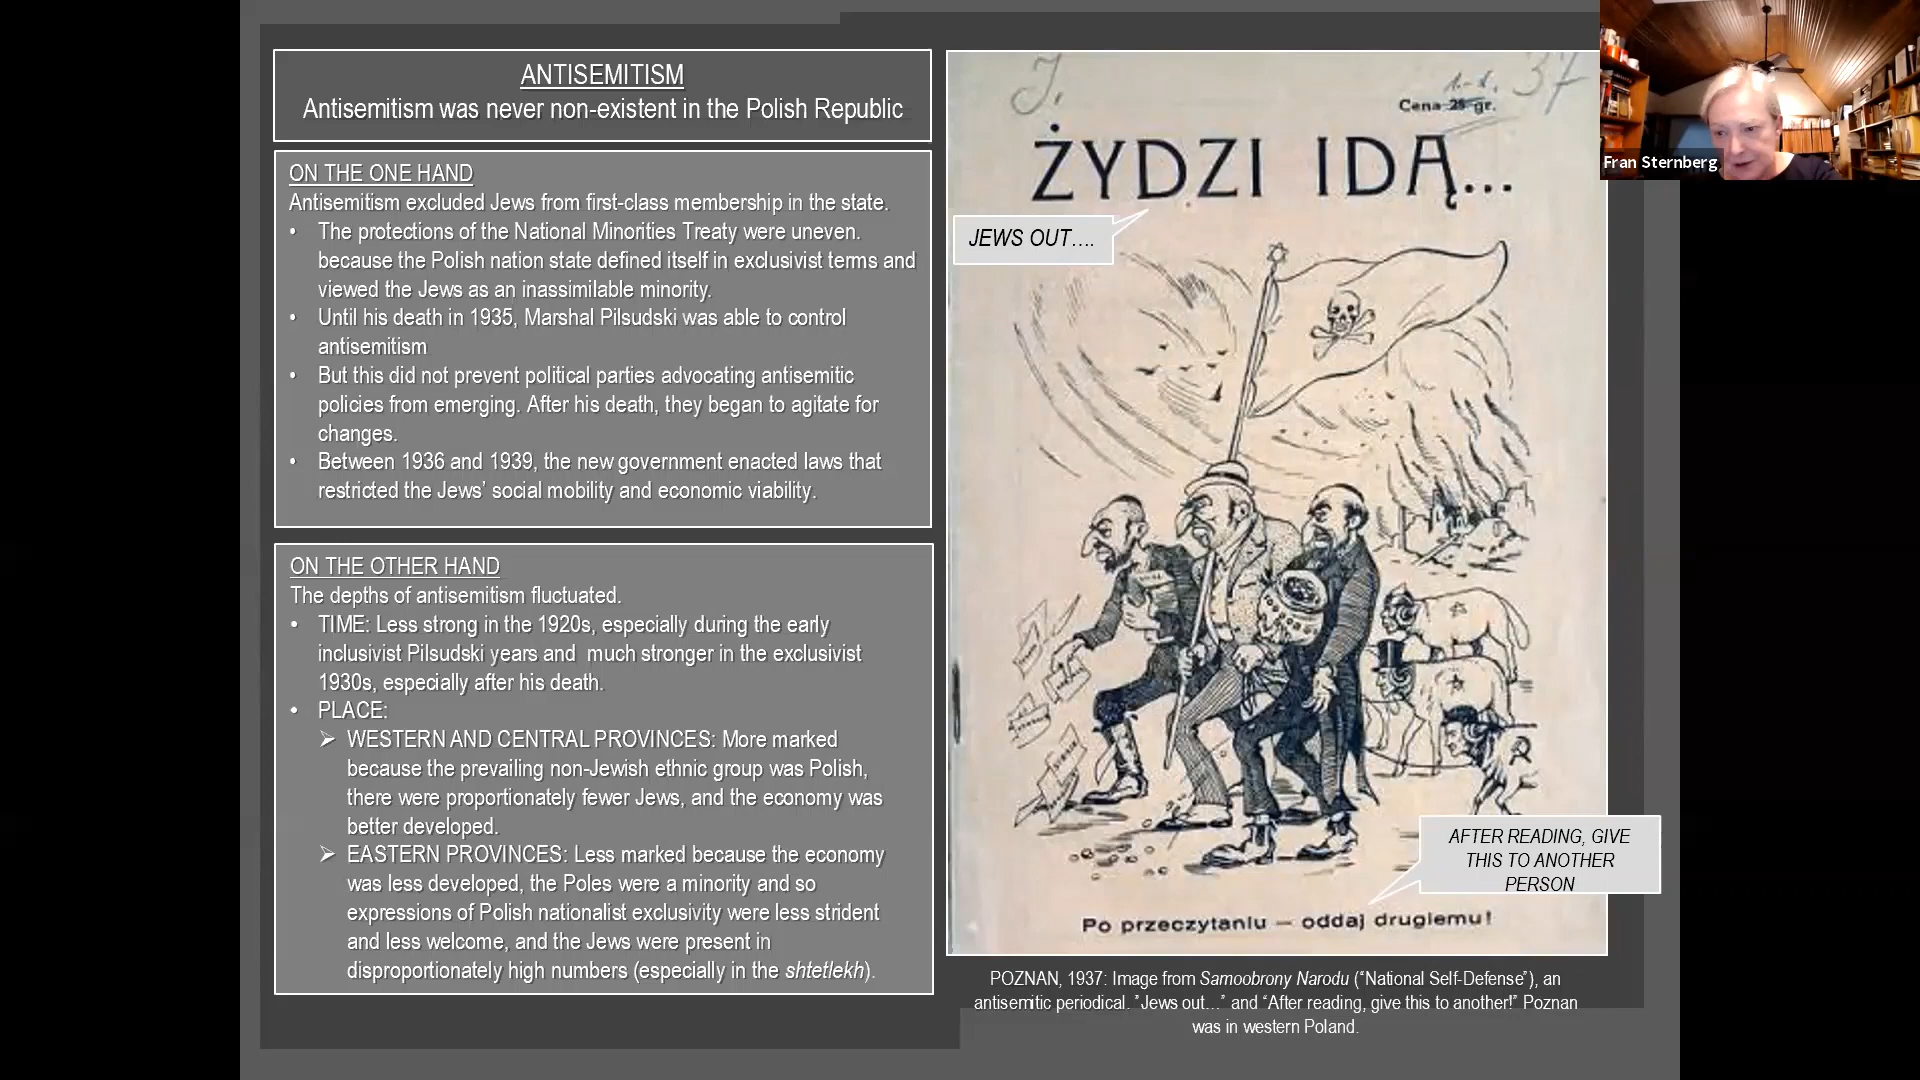 ANTISEMITISM
Antisemitism was never non-existent in the Polish Republic
ON THE ONE HAND
Antisemitism excluded Jews from first-class membership in the state.
• The protections of the National Minorities Treaty were uneven.
because the Polish nation state defined itself in exclusivist terms and
viewed the Jews as an inassimilable minority.
• Until his death in 1935, Marshal Pilsudski was able to control
antisemitism
• But this did not prevent political parties advocating antisemitic
policies from emerging. After his death, they began to agitate for
changes.
• Between 1936 and 1939, the new government enacted laws that
restricted the Jews’ social mobility and economic viability.
ON THE OTHER HAND
The depths of antisemitism fluctuated.
• TIME: Less strong in the 1920s, especially during the early
inclusivist Pilsudski years and much stronger in the exclusivist
1930s, especially after his death.
• PLACE:
➢ WESTERN AND CENTRAL PROVINCES: More marked
because the prevailing non-Jewish ethnic group was Polish,
there were proportionately fewer Jews, and the economy was
better developed.
➢ EASTERN PROVINCES: Less marked because the economy
was less developed, the Poles were a minority and so
expressions of Polish nationalist exclusivity were less strident
and less welcome, and the Jews were present in
disproportionately high numbers (especially in the shtetlekh).
J.
37
Cena 25 gr.
ŻYDZI IDĄ...
JEWS OUT….
AFTER READING, GIVE
THIS TO ANOTHER
PERSON
Po przeczytaniu — oddaj drugiemu!
POZNAN, 1937: Image from Samoobrony Narodu (“National Self-Defense”), an
antisemitic periodical. ”Jews out…” and “After reading, give this to another!” Poznan
was in western Poland.
Fran Sternberg